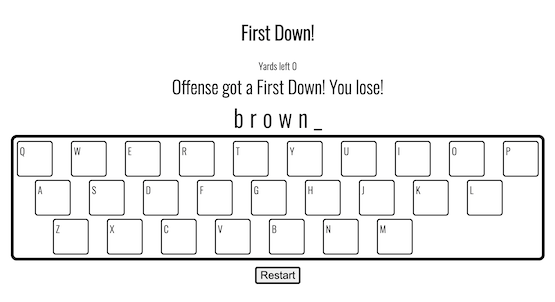 First Down!
Yards left 0
Offense got a First Down! You lose!
b r o w n _
Q W E R T Y U I O P
A S D F G H J K L
Z X C V B N M
Restart